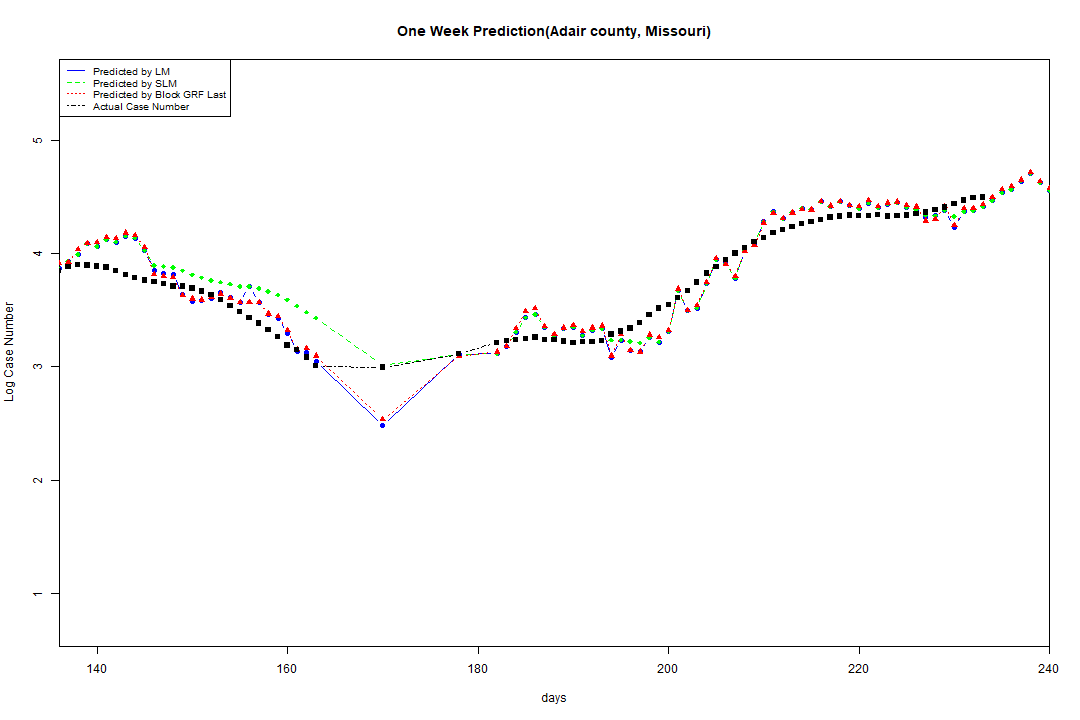 One Week Prediction(Adair county, Missouri)
Predicted by LM
Predicted by SLM
Predicted by Block GRF Last
Actual Case Number
5
4
3
2
1
Log Case Number
140 160 180 200 220 240
days